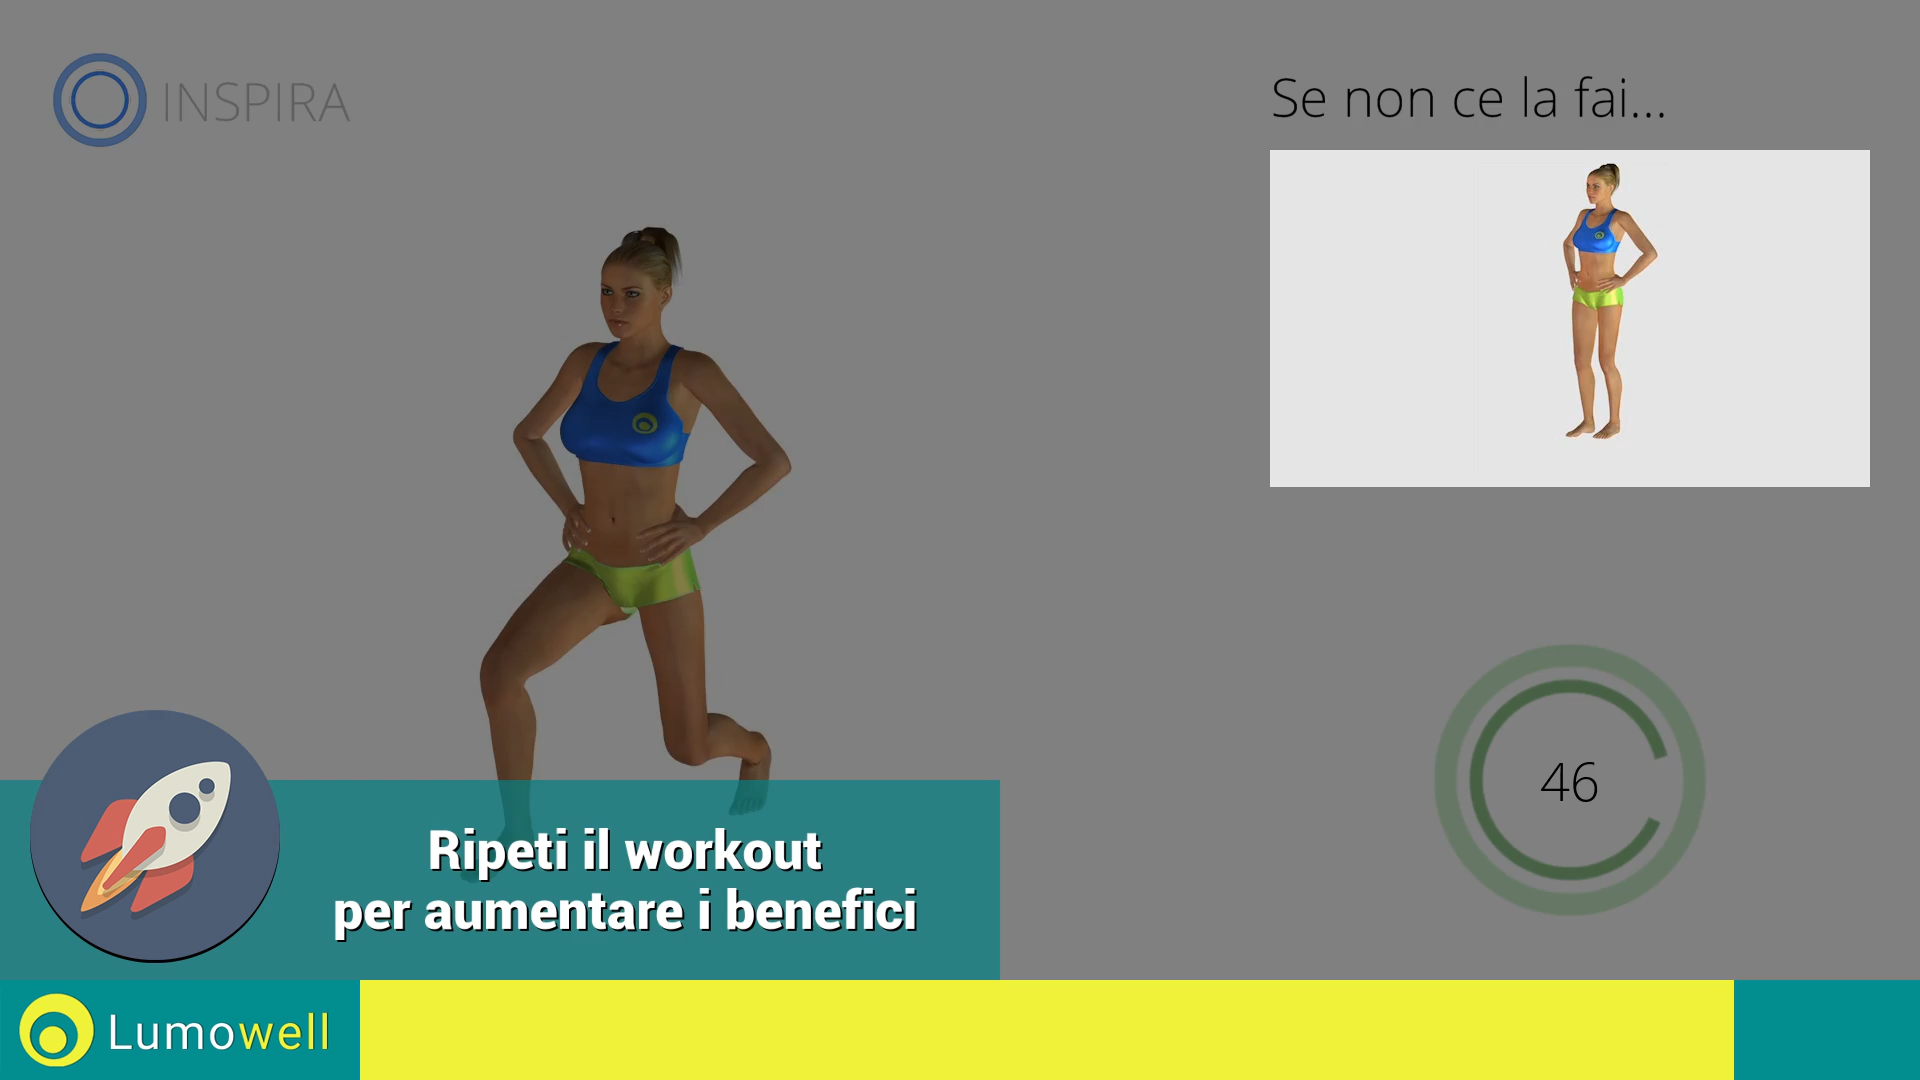 INSPIRA
Se non ce la fai...
46
Ripeti il workout
per aumentare i benefici
Lumowell